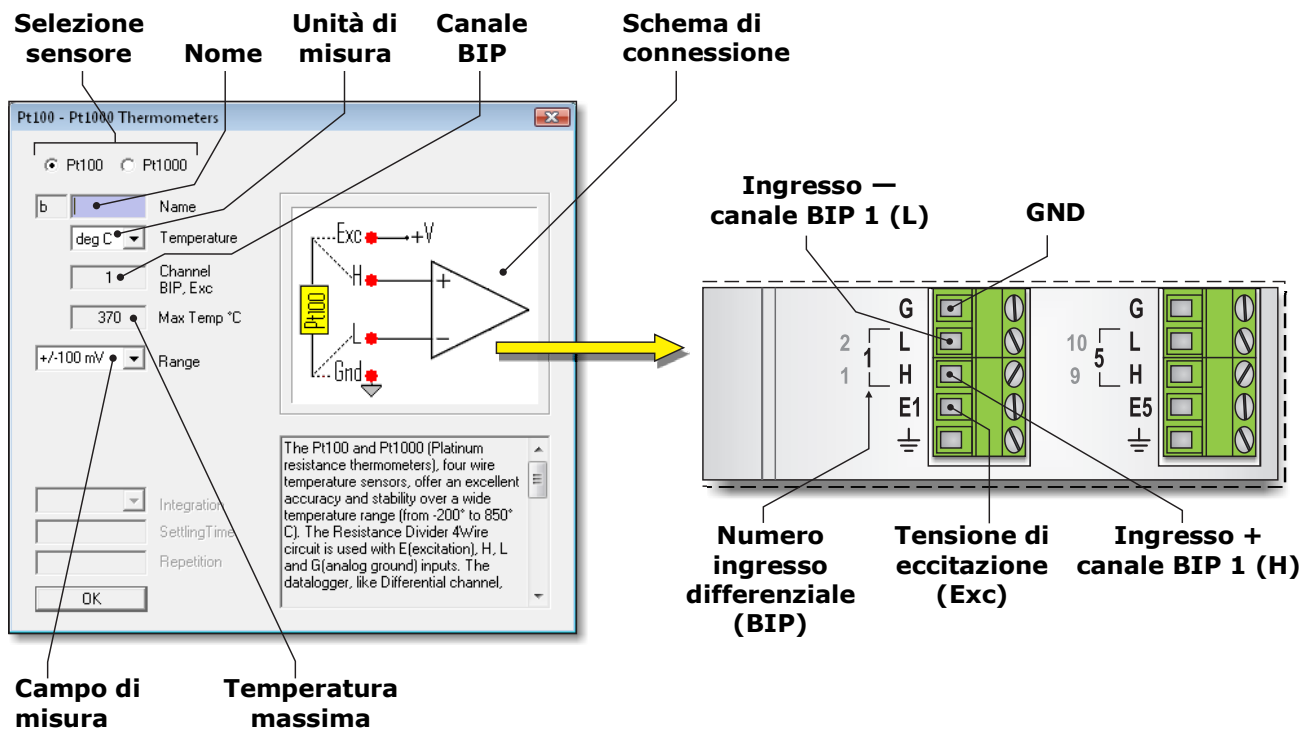 Selezione
sensore
Nome
Unità di
misura
Canale
BIP
Schema di
connessione
Pt100 - Pt1000 Thermometers
Pt100
Pt1000
b
Name
deg C
Temperature
1
Channel
BIP, Exc
370
Max Temp °C
+/-100 mV
Range
Integration
SettlingTime
Repetition
OK
Exc
+V
H
+
Pt100
L
−
Gnd
The Pt100 and Pt1000 (Platinum
resistance thermometers), four wire
temperature sensors, offer an excellent
accuracy and stability over a wide
temperature range (from -200° to 850°
C). The Resistance Divider 4Wire
circuit is used with E(excitation), H, L
and G(analog ground) inputs. The
datalogger, like Differential channel,
Campo di
misura
Temperatura
massima
Ingresso —
canale BIP 1 (L)
GND
G
2
L
1
1
H
E1
G
10
L
5
9
H
E5
Numero
ingresso
differenziale
(BIP)
Tensione di
eccitazione
(Exc)
Ingresso +
canale BIP 1 (H)